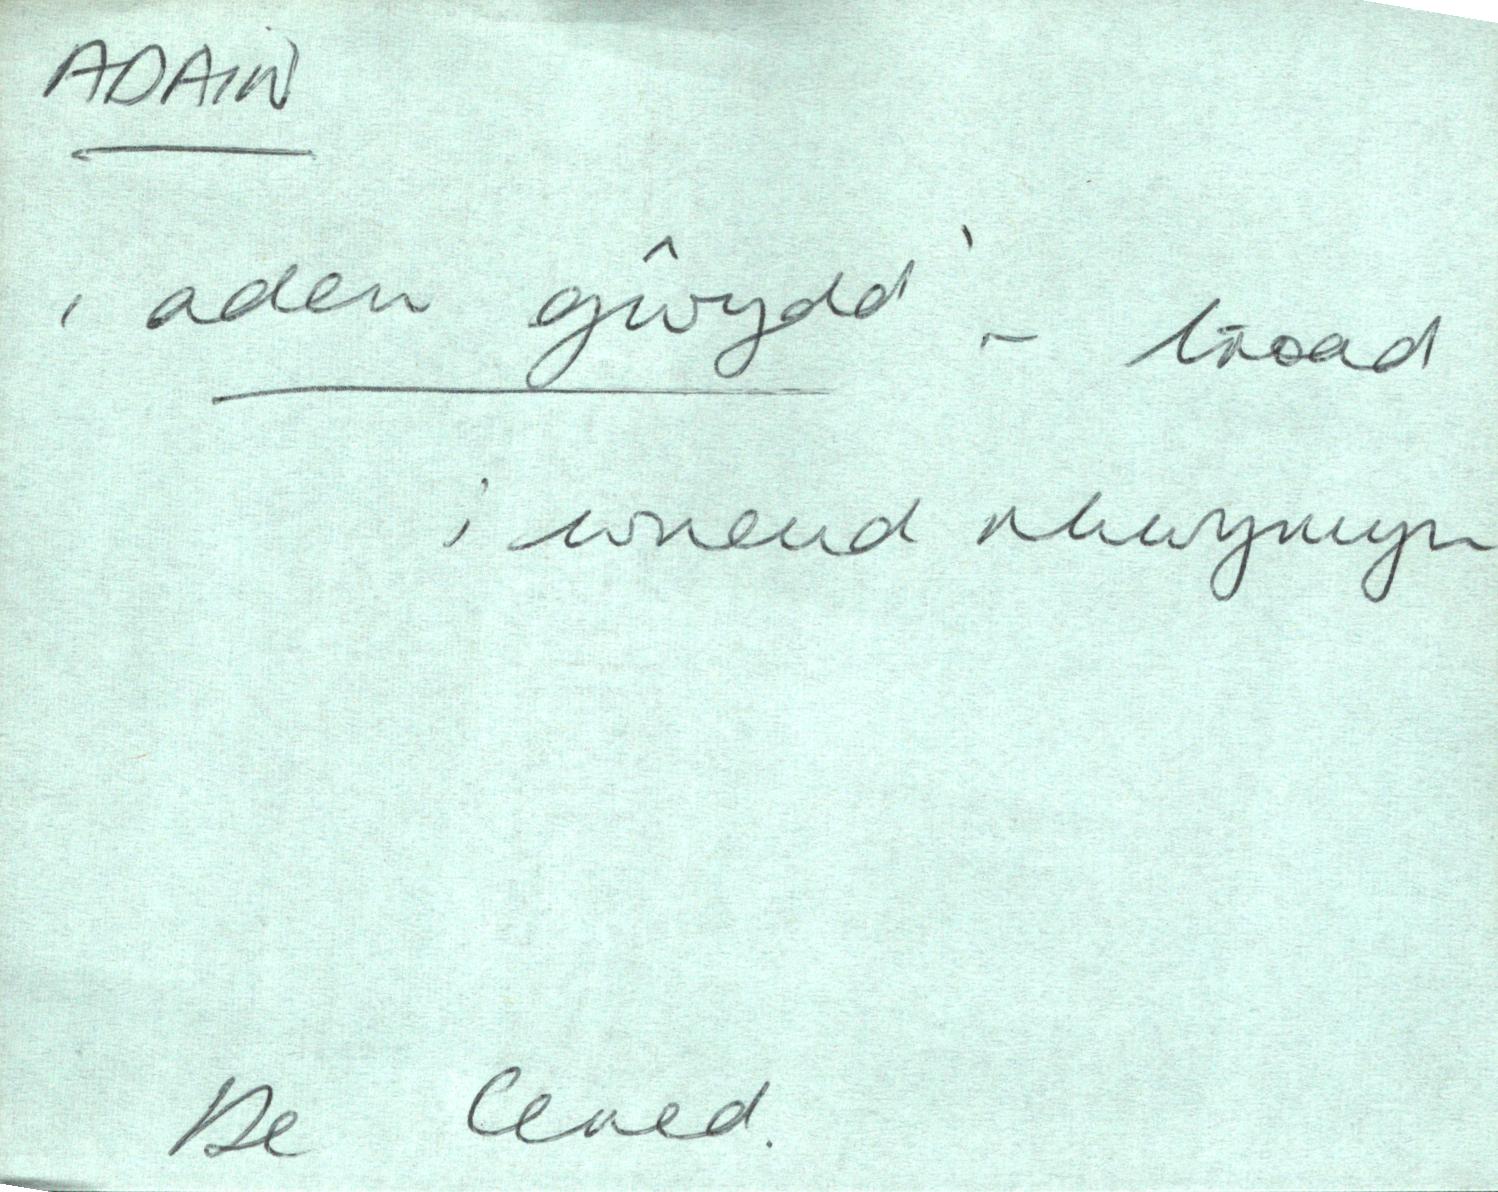 ADAIN
'aden gŵydd' - troad
i wneud rhwymyn
De Cered.